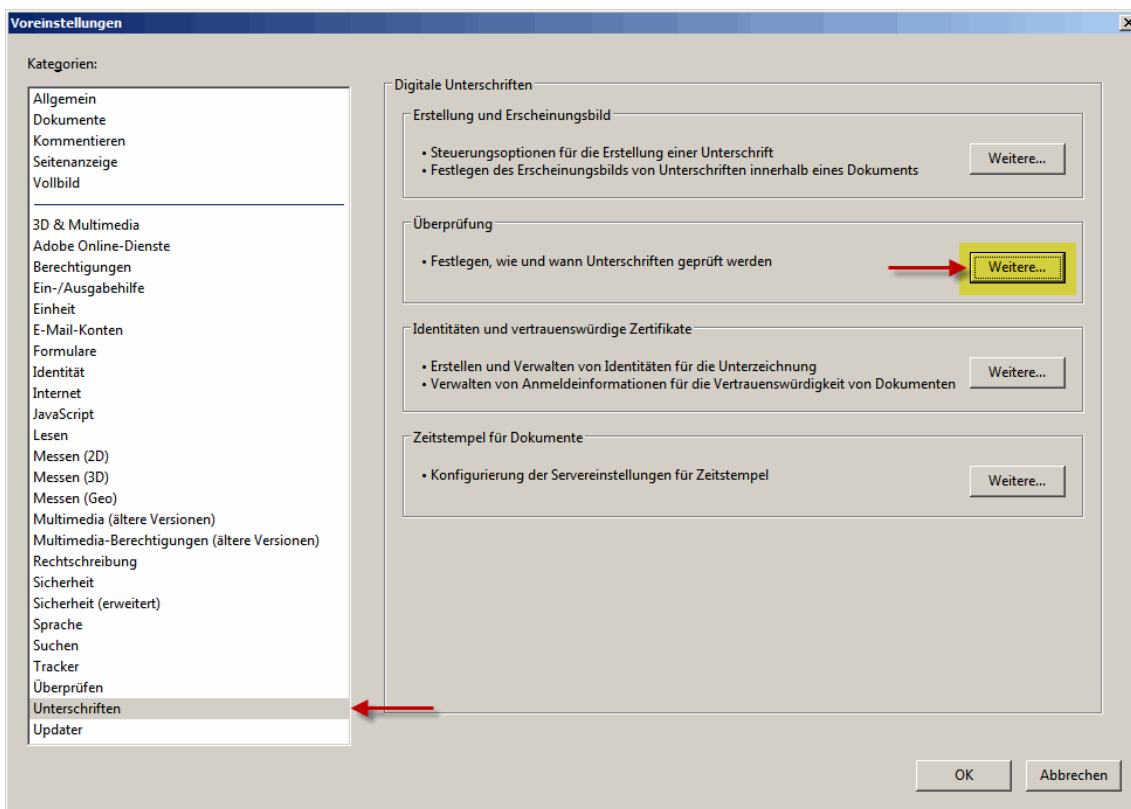 Voreinstellungen
Kategorien:
Allgemein
Dokumente
Kommentieren
Seitenanzeige
Vollbild
3D & Multimedia
Adobe Online-Dienste
Berechtigungen
Ein-/Ausgabehilfe
Einheit
E-Mail-Konten
Formulare
Identität
Internet
JavaScript
Lesen
Messen (2D)
Messen (3D)
Messen (Geo)
Multimedia (ältere Versionen)
Multimedia-Berechtigungen (ältere Versionen)
Rechtschreibung
Sicherheit
Sicherheit (erweitert)
Sprache
Suchen
Tracker
Überprüfen
Unterschriften
Updater
Digitale Unterschriften
Erstellung und Erscheinungsbild
• Steuerungsoptionen für die Erstellung einer Unterschrift
• Festlegen des Erscheinungsbilds von Unterschriften innerhalb eines Dokuments
Weitere...
Überprüfung
• Festlegen, wie und wann Unterschriften geprüft werden
Weitere...
Identitäten und vertrauenswürdige Zertifikate
• Erstellen und Verwalten von Identitäten für die Unterzeichnung
• Verwalten von Anmeldeinformationen für die Vertrauenswürdigkeit von Dokumenten
Weitere...
Zeitstempel für Dokumente
• Konfigurierung der Servereinstellungen für Zeitstempel
Weitere...
OK
Abbrechen